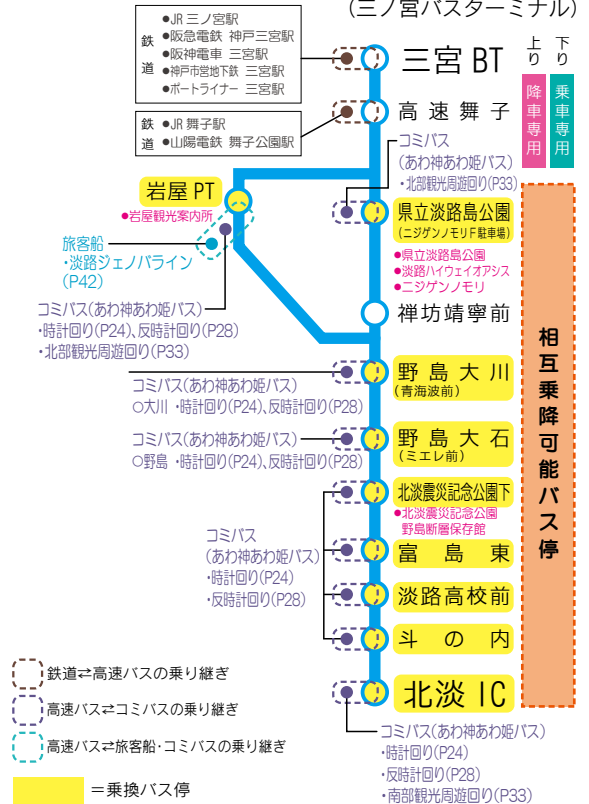 (三ノ宮バスターミナル)
鉄道
●JR 三ノ宮駅
●阪急電鉄 神戸三宮駅
●阪神電車 三宮駅
●神戸市営地下鉄 三宮駅
●ポートライナー 三宮駅
三宮 BT
上り
下り
降車専用
乗車専用
鉄道
●JR 舞子駅
●山陽電鉄 舞子公園駅
高速舞子
コミバス
(あわ神あわ姫バス)
・北部観光周遊回り(P33)
岩屋 PT
●岩屋観光案内所
県立淡路島公園
(ニジゲンノモリF駐車場)
●県立淡路島公園
●淡路ハイウェイオアシス
●ニジゲンノモリ
旅客船
・淡路ジェノバライン
(P42)
コミバス(あわ神あわ姫バス)
・時計回り(P24)、反時計回り(P28)
・北部観光周遊回り(P33)
禅坊靖寧前
相互乗降可能バス停
野島大川
(青海波前)
コミバス(あわ神あわ姫バス)
○大川 ・時計回り(P24)、反時計回り(P28)
野島大石
(ミエレ前)
コミバス(あわ神あわ姫バス)
○野島 ・時計回り(P24)、反時計回り(P28)
北淡震災記念公園下
●北淡震災記念公園
野島断層保存館
コミバス
(あわ神あわ姫バス)
・時計回り(P24)
・反時計回り(P28)
富島東
淡路高校前
斗の内
北淡 IC
コミバス(あわ神あわ姫バス)
・時計回り(P24)
・反時計回り(P28)
・南部観光周遊回り(P33)
鉄道⇄高速バスの乗り継ぎ
高速バス⇄コミバスの乗り継ぎ
高速バス⇄旅客船・コミバスの乗り継ぎ
＝乗換バス停